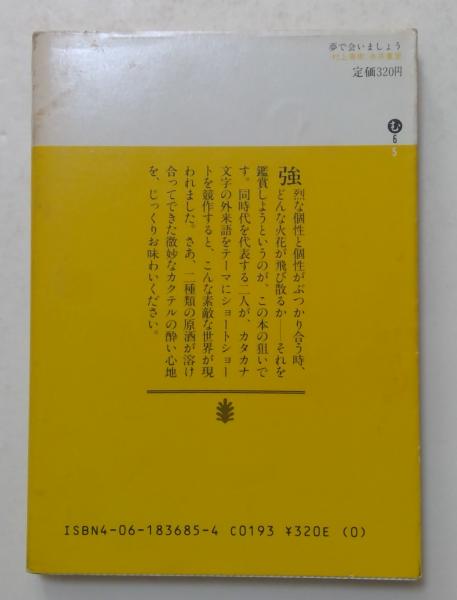 夢で会いましょう
村上春樹 糸井重里
定価320円
む
6
5
強烈な個性と個性がぶつかり合う時、
どんな火花が飛び散るか——それを
鑑賞しようというのが、この本の狙いで
す。同時代を代表する二人が、カタカナ
文字の外来語をテーマにショートショー
トを競作すると、こんな素敵な世界が現
われました。さあ、二種類の原酒が溶け
合ってできた微妙なカクテルの酔い心地
を、じっくりお味わいください。
ISBN4-06-183685-4 C0193 ¥320E (0)